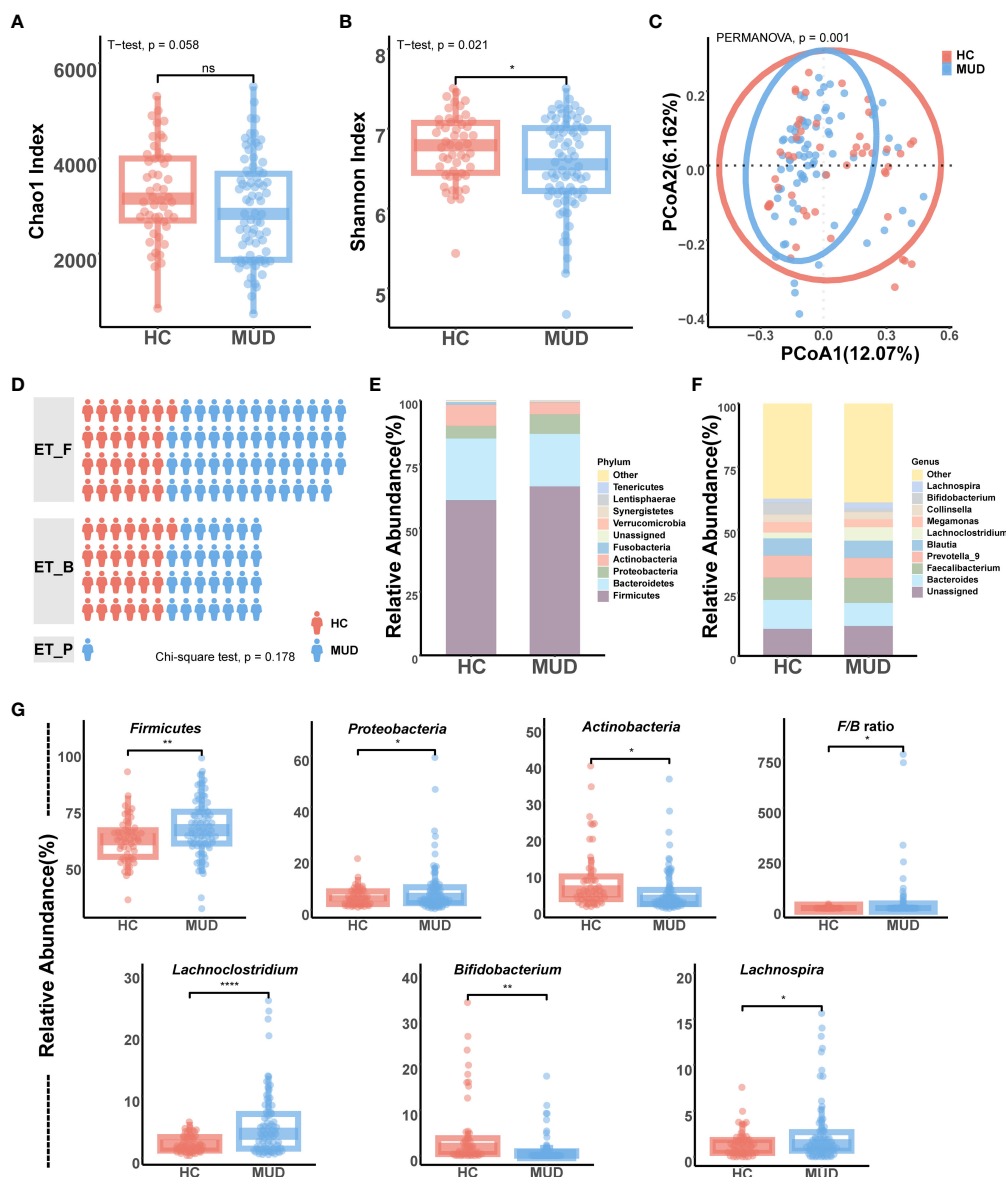 A
T-test, p = 0.058
ns
6000
4000
2000
Chao1 Index
HC
MUD
B
T-test, p = 0.021
*
8
7
6
5
Shannon Index
HC
MUD
C
PERMANOVA, p = 0.001
HC
MUD
0.2
0.0
-0.2
-0.4
PCoA2(6.162%)
-0.3
0.0
0.3
0.6
PCoA1(12.07%)
D
ET_F
ET_B
ET_P
HC
MUD
Chi-square test, p = 0.178
E
100
75
50
25
0
Relative Abundance(%)
HC
MUD
Phylum
Other
Tenericutes
Lentisphaerae
Synergistetes
Verrucomicrobia
Unassigned
Fusobacteria
Actinobacteria
Proteobacteria
Bacteroidetes
Firmicutes
F
100
75
50
25
0
Relative Abundance(%)
HC
MUD
Genus
Other
Lachnospira
Bifidobacterium
Collinsella
Megamonas
Lachnoclostridium
Blautia
Prevotella_9
Faecalibacterium
Bacteroides
Unassigned
G
Relative Abundance(%)
Firmicutes
**
100
75
50
HC
MUD
Proteobacteria
*
60
40
20
0
HC
MUD
Actinobacteria
*
50
40
30
20
10
0
HC
MUD
F/B ratio
*
750
500
250
0
HC
MUD
Lachnoclostridium
****
30
20
10
0
HC
MUD
Bifidobacterium
**
40
30
20
10
0
HC
MUD
Lachnospira
*
20
15
10
5
0
HC
MUD